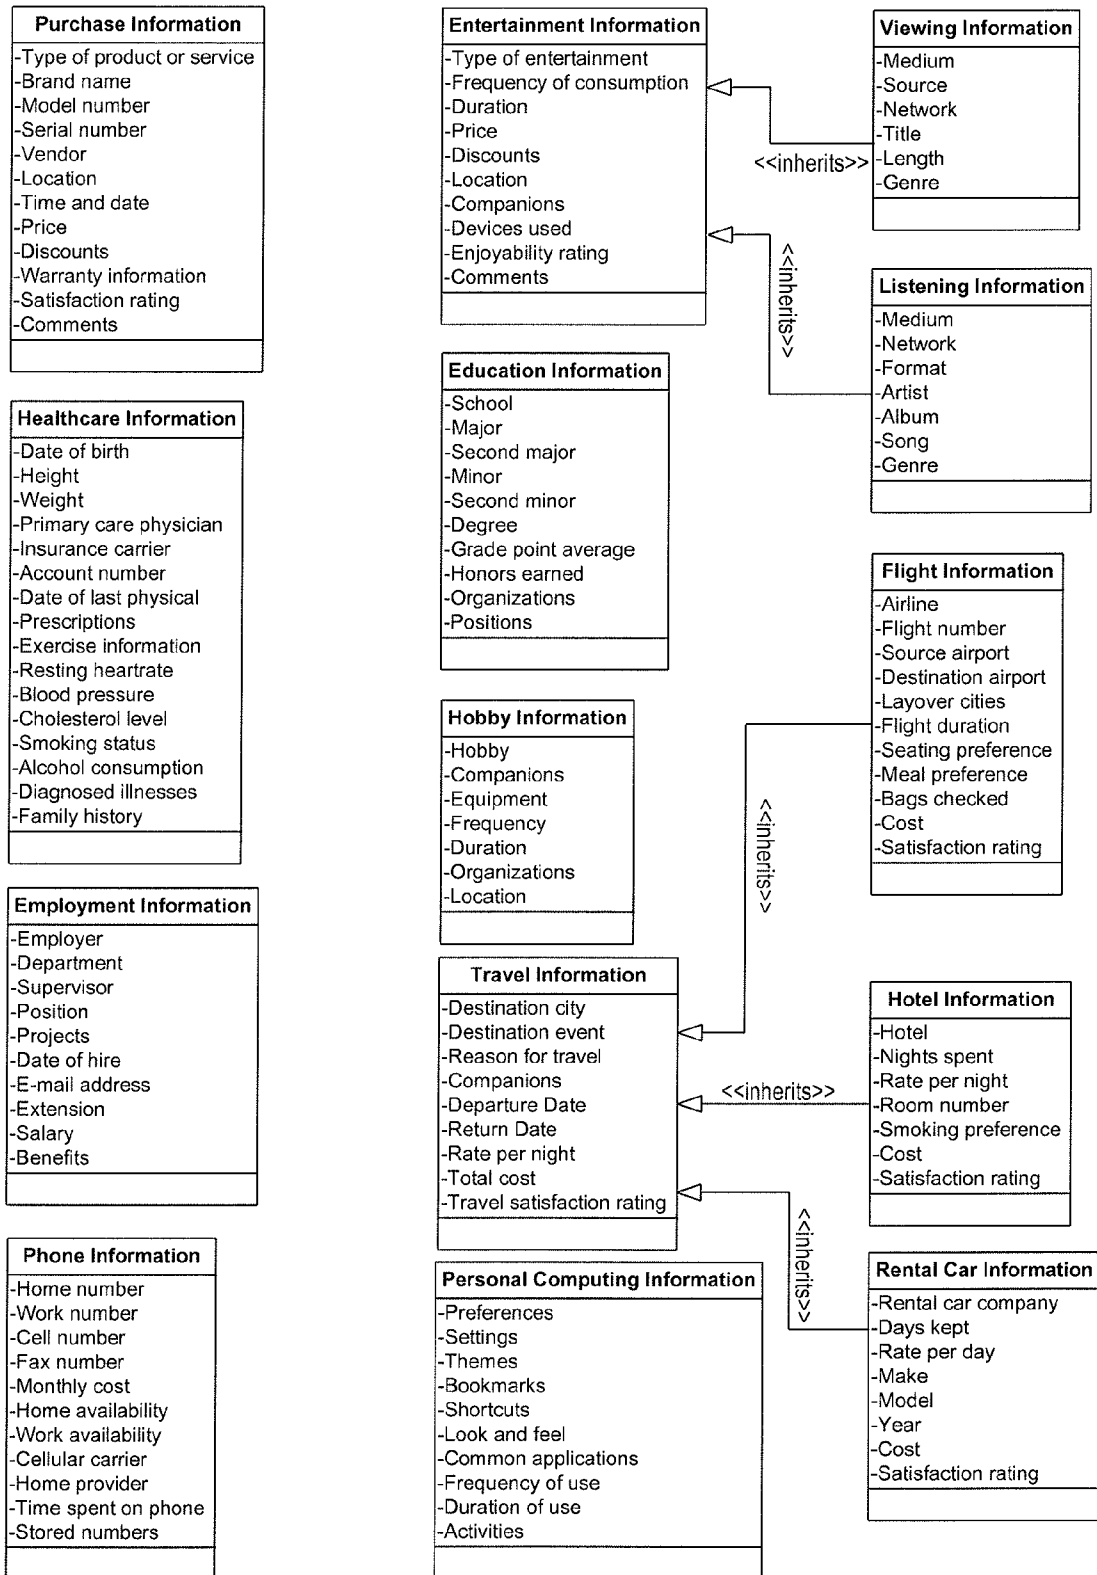 Purchase Information
-Type of product or service
-Brand name
-Model number
-Serial number
-Vendor
-Location
-Time and date
-Price
-Discounts
-Warranty information
-Satisfaction rating
-Comments
Healthcare Information
-Date of birth
-Height
-Weight
-Primary care physician
-Insurance carrier
-Account number
-Date of last physical
-Prescriptions
-Exercise information
-Resting heartrate
-Blood pressure
-Cholesterol level
-Smoking status
-Alcohol consumption
-Diagnosed illnesses
-Family history
Employment Information
-Employer
-Department
-Supervisor
-Position
-Projects
-Date of hire
-E-mail address
-Extension
-Salary
-Benefits
Phone Information
-Home number
-Work number
-Cell number
-Fax number
-Monthly cost
-Home availability
-Work availability
-Cellular carrier
-Home provider
-Time spent on phone
-Stored numbers
Entertainment Information
-Type of entertainment
-Frequency of consumption
-Duration
-Price
-Discounts
-Location
-Companions
-Devices used
-Enjoyability rating
-Comments
Education Information
-School
-Major
-Second major
-Minor
-Second minor
-Degree
-Grade point average
-Honors earned
-Organizations
-Positions
Hobby Information
-Hobby
-Companions
-Equipment
-Frequency
-Duration
-Organizations
-Location
Travel Information
-Destination city
-Destination event
-Reason for travel
-Companions
-Departure Date
-Return Date
-Rate per night
-Total cost
-Travel satisfaction rating
Personal Computing Information
-Preferences
-Settings
-Themes
-Bookmarks
-Shortcuts
-Look and feel
-Common applications
-Frequency of use
-Duration of use
-Activities
<<inherits>>
<<inherits>>
<<inherits>>
<<inherits>>
<<inherits>>
Viewing Information
-Medium
-Source
-Network
-Title
-Length
-Genre
Listening Information
-Medium
-Network
-Format
-Artist
-Album
-Song
-Genre
Flight Information
-Airline
-Flight number
-Source airport
-Destination airport
-Layover cities
-Flight duration
-Seating preference
-Meal preference
-Bags checked
-Cost
-Satisfaction rating
Hotel Information
-Hotel
-Nights spent
-Rate per night
-Room number
-Smoking preference
-Cost
-Satisfaction rating
Rental Car Information
-Rental car company
-Days kept
-Rate per day
-Make
-Model
-Year
-Cost
-Satisfaction rating